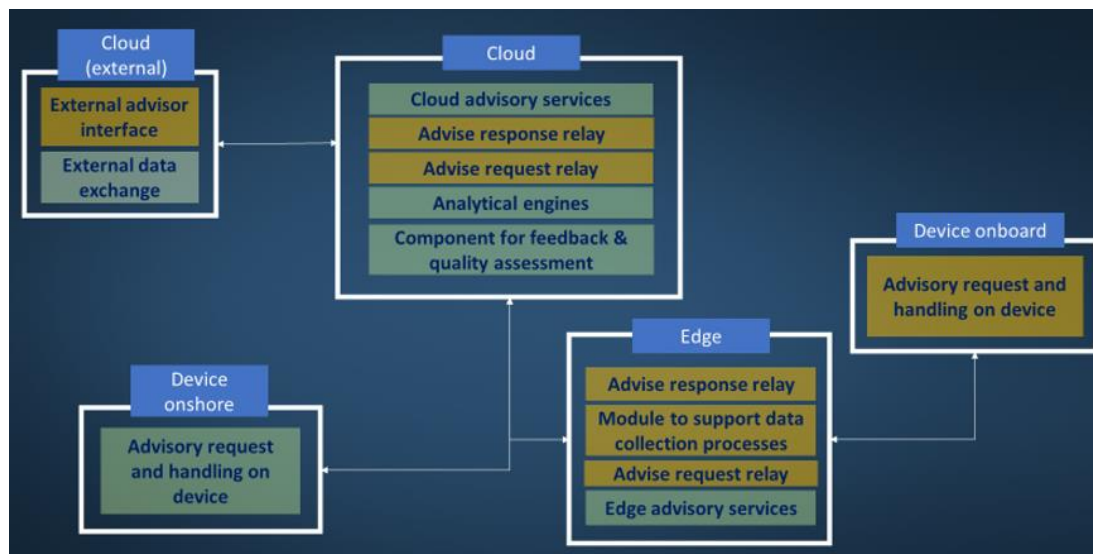 Cloud
(external)
External advisor
interface
External data
exchange
Cloud
Cloud advisory services
Advise response relay
Advise request relay
Analytical engines
Component for feedback &
quality assessment
Device onboard
Advisory request and
handling on device
Edge
Advise response relay
Module to support data
collection processes
Advise request relay
Edge advisory services
Device
onshore
Advisory request
and handling on
device